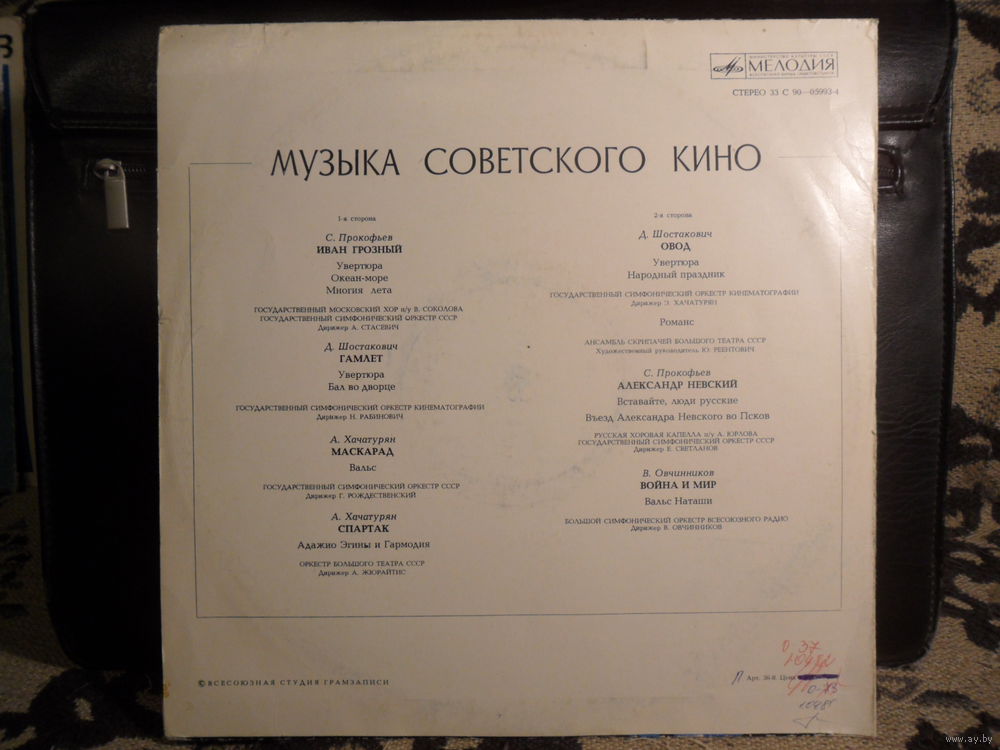 МИНИСТЕРСТВО КУЛЬТУРЫ СССР
МЕЛОДИЯ
СТЕРЕО 33 С 90—05993-4
МУЗЫКА СОВЕТСКОГО КИНО
1-я сторона
С. Прокофьев
ИВАН ГРОЗНЫЙ
Увертюра
Океан-море
Многия лета
ГОСУДАРСТВЕННЫЙ МОСКОВСКИЙ ХОР п/у В. СОКОЛОВА
ГОСУДАРСТВЕННЫЙ СИМФОНИЧЕСКИЙ ОРКЕСТР СССР
Дирижер А. СТАСЕВИЧ
Д. Шостакович
ГАМЛЕТ
Увертюра
Бал во дворце
ГОСУДАРСТВЕННЫЙ СИМФОНИЧЕСКИЙ ОРКЕСТР КИНЕМАТОГРАФИИ
Дирижер Н. РАБИНОВИЧ
А. Хачатурян
МАСКАРАД
Вальс
ГОСУДАРСТВЕННЫЙ СИМФОНИЧЕСКИЙ ОРКЕСТР СССР
Дирижер Г. РОЖДЕСТВЕНСКИЙ
А. Хачатурян
СПАРТАК
Адажио Эгины и Гармодия
ОРКЕСТР БОЛЬШОГО ТЕАТРА СССР
Дирижер А. ЖЮРАЙТИС
2-я сторона
Д. Шостакович
ОВОД
Увертюра
Народный праздник
ГОСУДАРСТВЕННЫЙ СИМФОНИЧЕСКИЙ ОРКЕСТР КИНЕМАТОГРАФИИ
Дирижер Э. ХАЧАТУРЯН
Романс
АНСАМБЛЬ СКРИПАЧЕЙ БОЛЬШОГО ТЕАТРА СССР
Художественный руководитель Ю. РЕЕНТОВИЧ
С. Прокофьев
АЛЕКСАНДР НЕВСКИЙ
Вставайте, люди русские
Въезд Александра Невского во Псков
РУССКАЯ ХОРОВАЯ КАПЕЛЛА п/у А. ЮРЛОВА
ГОСУДАРСТВЕННЫЙ СИМФОНИЧЕСКИЙ ОРКЕСТР СССР
Дирижер Е. СВЕТЛАНОВ
В. Овчинников
ВОЙНА И МИР
Вальс Наташи
БОЛЬШОЙ СИМФОНИЧЕСКИЙ ОРКЕСТР ВСЕСОЮЗНОГО РАДИО
Дирижер В. ОВЧИННИКОВ
© ВСЕСОЮЗНАЯ СТУДИЯ ГРАМЗАПИСИ
Арт. 36-8. Цена
www.ay.by